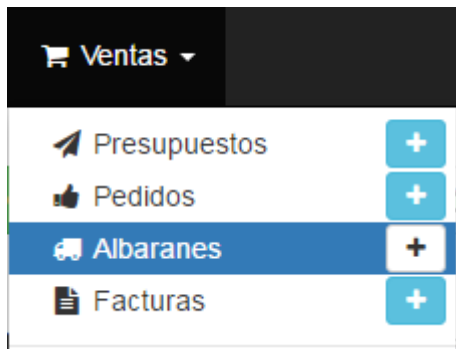 Ventas
Presupuestos
Pedidos
Albaranes
Facturas